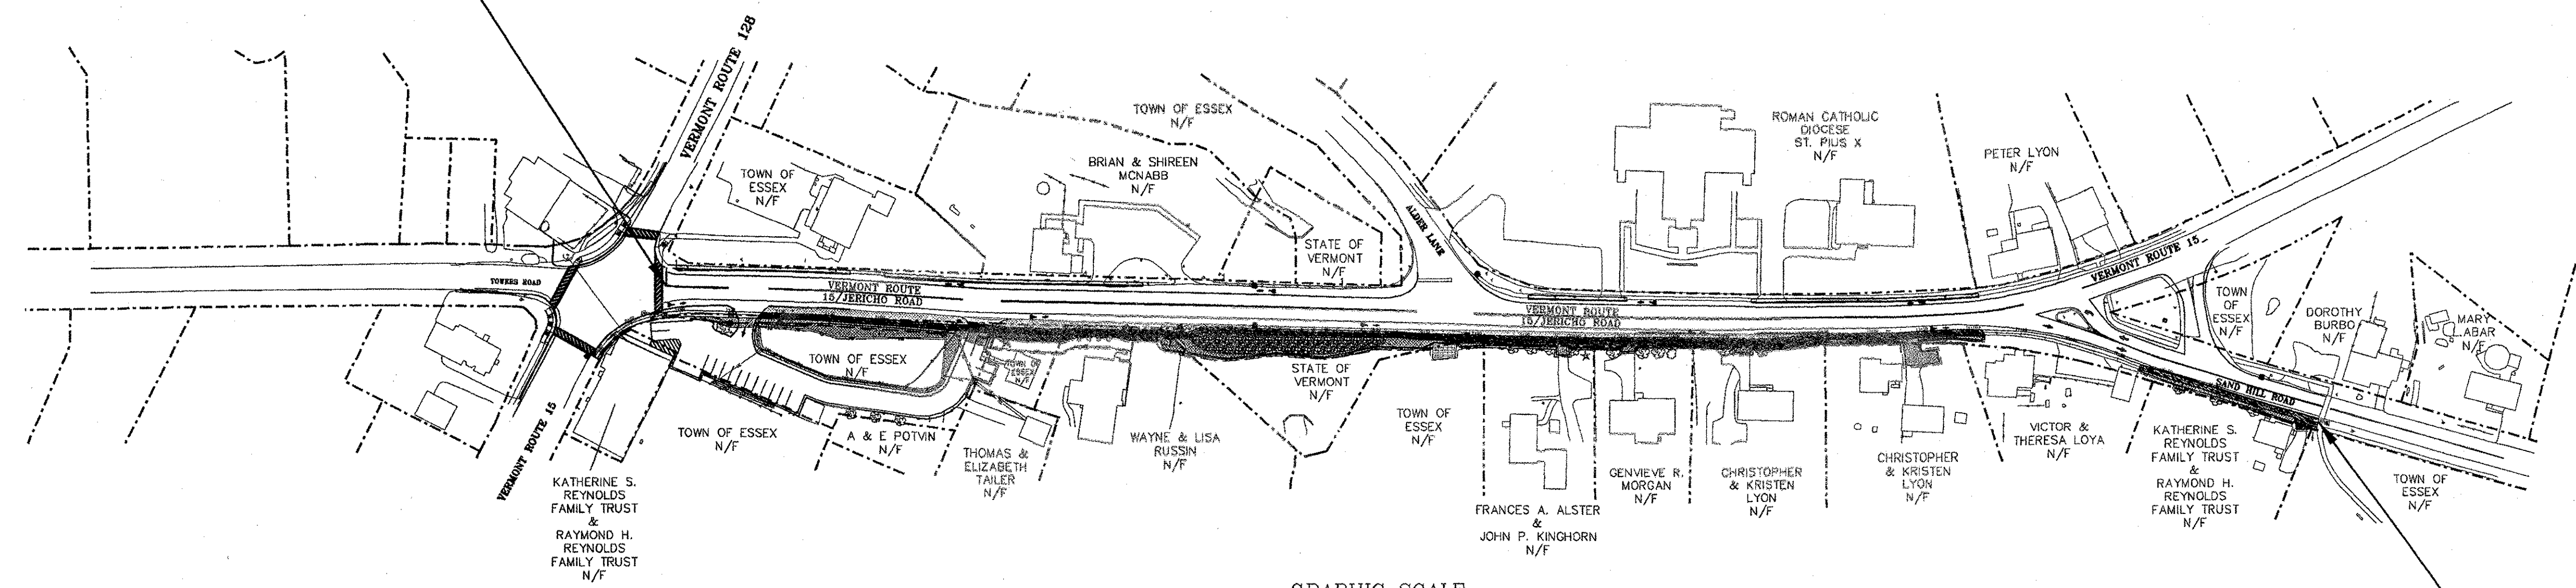 VERMONT ROUTE 128
TOWN OF ESSEX
N/F
ROMAN CATHOLIC
DIOCESE
ST. PIUS X
N/F
BRIAN & SHIREEN
MCNABB
N/F
PETER LYON
N/F
TOWN OF
ESSEX
N/F
ALDER LANE
STATE OF
VERMONT
N/F
VERMONT ROUTE 15
TOWERS ROAD
VERMONT ROUTE
15/JERICHO ROAD
VERMONT ROUTE
15/JERICHO ROAD
TOWN
OF
ESSEX
N/F
DOROTHY
BURBO
N/F
MARY
LABAR
N/F
TOWN OF ESSEX
N/F
TOWN OF
ESSEX
N/F
STATE OF
VERMONT
N/F
SAND HILL ROAD
VERMONT ROUTE 15
TOWN OF ESSEX
N/F
A & E POTVIN
N/F
THOMAS &
ELIZABETH
TAILER
N/F
WAYNE & LISA
RUSSIN
N/F
TOWN OF
ESSEX
N/F
GENVIEVE R.
MORGAN
N/F
CHRISTOPHER
& KRISTEN
LYON
N/F
CHRISTOPHER
& KRISTEN
LYON
N/F
VICTOR &
THERESA LOYA
N/F
KATHERINE S.
REYNOLDS
FAMILY TRUST
&
RAYMOND H.
REYNOLDS
FAMILY TRUST
N/F
TOWN OF
ESSEX
N/F
KATHERINE S.
REYNOLDS
FAMILY TRUST
&
RAYMOND H.
REYNOLDS
FAMILY TRUST
N/F
FRANCES A. ALSTER
&
JOHN P. KINGHORN
N/F
GRAPHIC SCALE